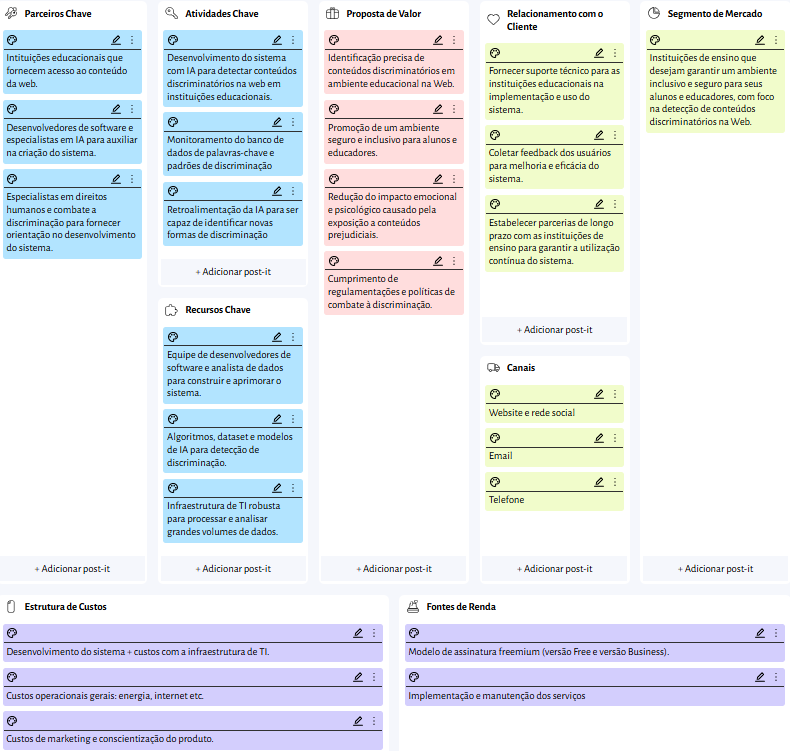 Parceiros Chave
Intituições educacionais que
fornecem acesso ao conteúdo
da web.
Desenvolvedores de software e
especialistas em IA para auxiliar
na criação do sistema.
Especialistas em direitos
humanos e combate a
discriminação para fornecer
orientação no desenvolvimento
do sistema.
+ Adicionar post-it
Atividades Chave
Desenvolvimento do sistema
com IA para detectar conteúdos
discriminatórios na web em
instituições educacionais.
Monitoramento do banco de
dados de palavras-chave e
padrões de discriminação
Retroalimentação da IA para ser
capaz de identificar novas
formas de discriminação
+ Adicionar post-it
Recursos Chave
Equipe de desenvolvedores de
software e analista de dados
para construir e aprimorar o
sistema.
Algoritmos, dataset e modelos
de IA para detecção de
discriminação.
Infraestrutura de TI robusta
para processar e analisar
grandes volumes de dados.
+ Adicionar post-it
Proposta de Valor
Identificação precisa de
conteúdos discriminatórios em
ambiente educacional na Web.
Promoção de um ambiente
seguro e inclusivo para alunos e
educadores.
Redução do impacto emocional
e psicológico causado pela
exposição a conteúdos
prejudiciais.
Cumprimento de
regulamentações e políticas de
combate à discriminação.
+ Adicionar post-it
Relacionamento com o
Cliente
Fornecer suporte técnico para as
instituições educacionais na
implementação e uso do
sistema.
Coletar feedback dos usuários
para melhoria e eficácia do
sistema.
Estabelecer parcerias de longo
prazo com as instituições de
ensino para garantir a utilização
contínua do sistema.
+ Adicionar post-it
Canais
Website e rede social
Email
Telefone
+ Adicionar post-it
Segmento de Mercado
Instituições de ensino que
desejam garantir um ambiente
inclusivo e seguro para seus
alunos e educadores, com foco
na detecção de conteúdos
discriminatórios na Web.
+ Adicionar post-it
Estrutura de Custos
Desenvolvimento do sistema + custos com a infraestrutura de TI.
Custos operacionais gerais: energia, internet etc.
Custos de marketing e conscientização do produto.
Fontes de Renda
Modelo de assinatura freemium (versão Free e versão Business).
Implementação e manutenção dos serviços